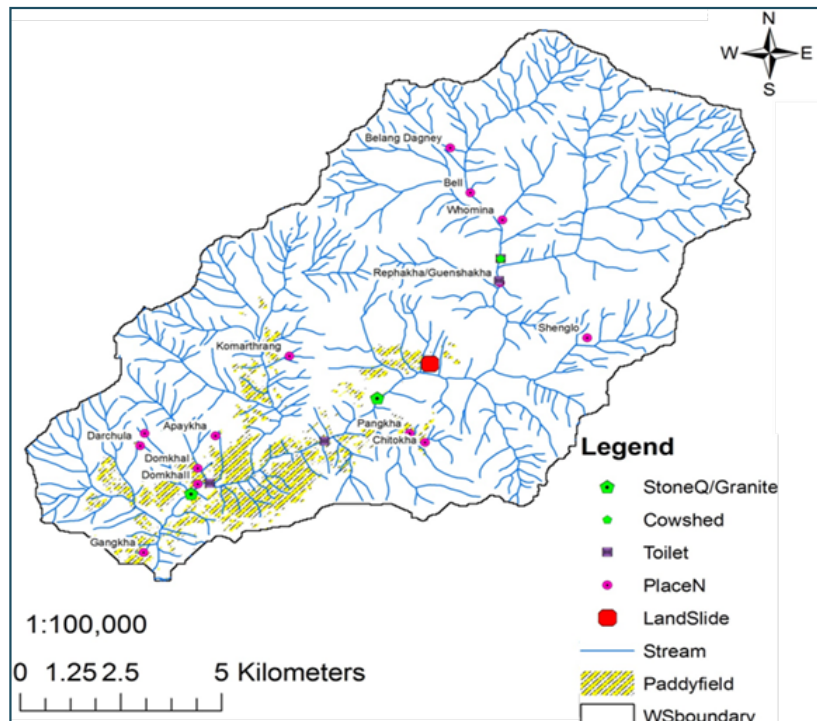 N
W E
S
Belang Dagney
Bell
Whomina
Rephakha/Guenshakha
Shenglo
Komarthrang
Pangkha
Chitokha
Apaykha
Darchula
Domkhal
Domkhall
Gangkha
Legend
StoneQ/Granite
Cowshed
Toilet
PlaceN
LandSlide
Stream
Paddyfield
WSboundary
1:100,000
0 1.25 2.5 5 Kilometers